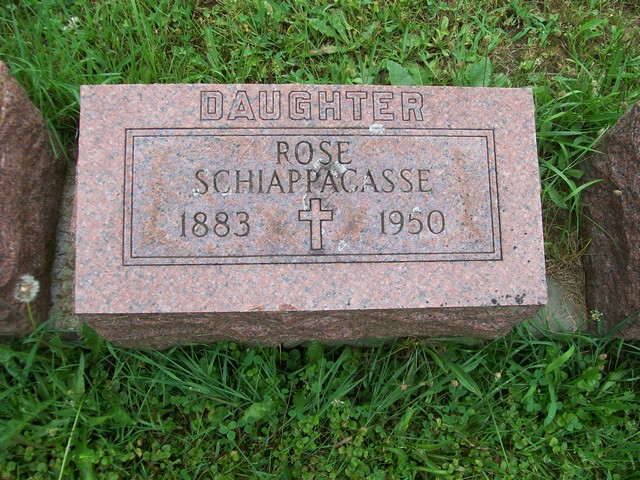 DAUGHTER
ROSE
SCHIAPPACASSE
1883 1950